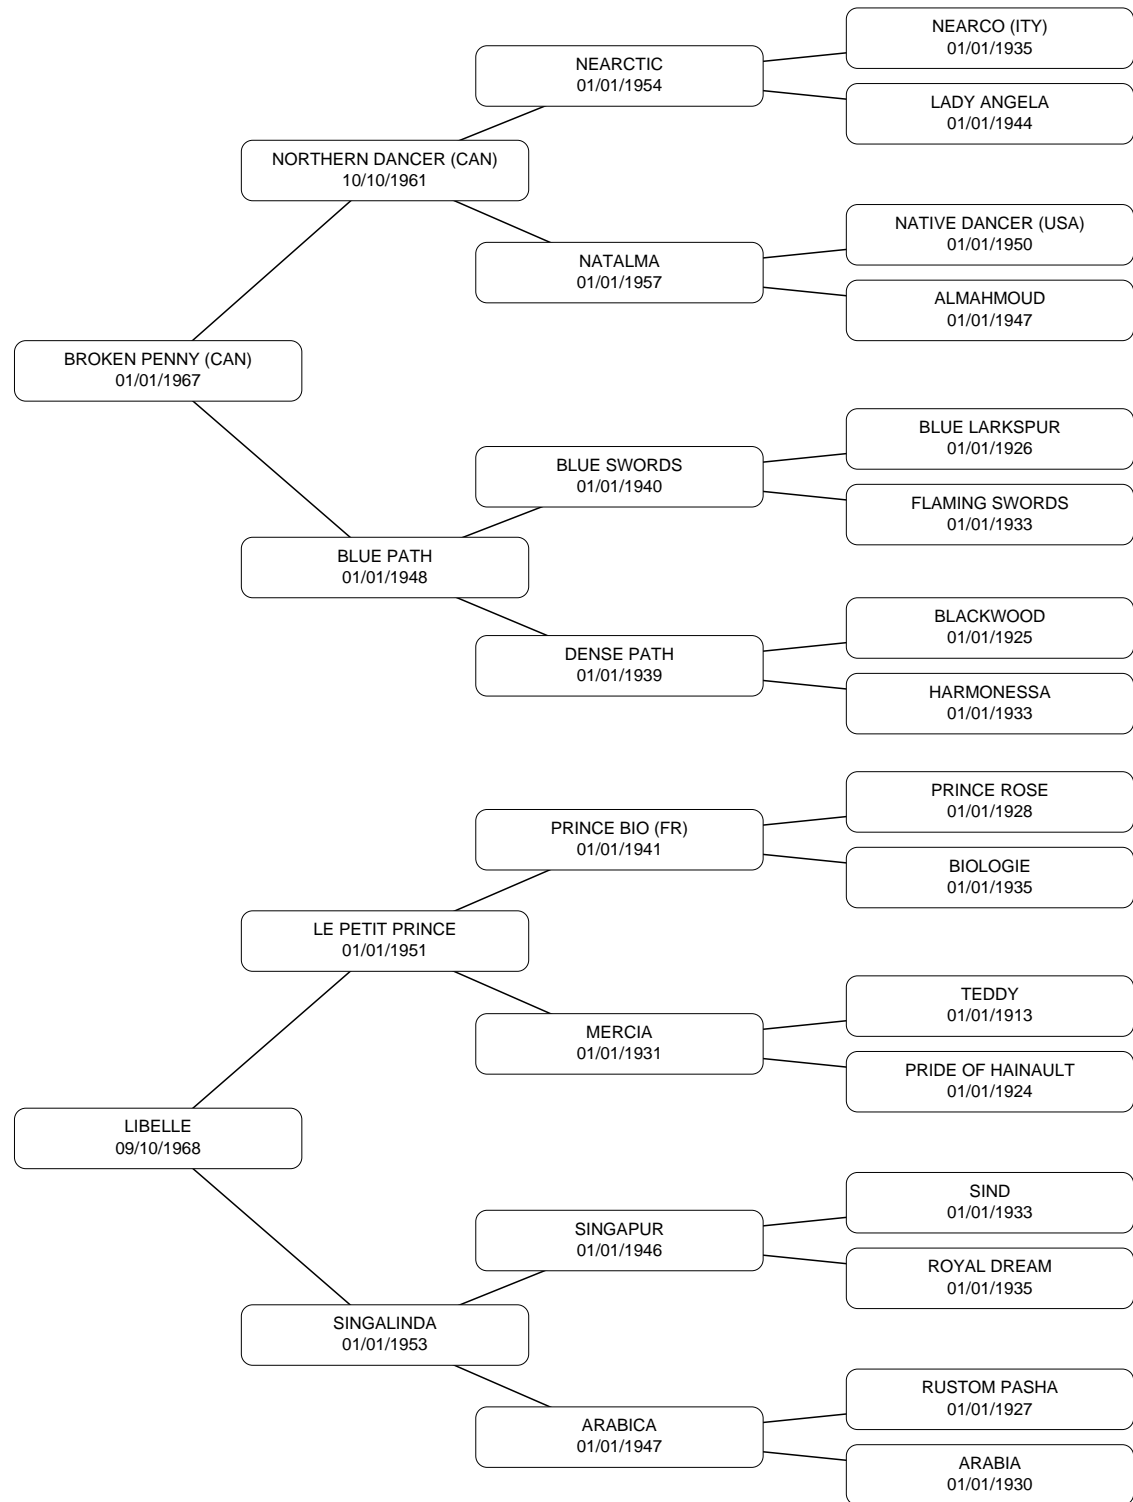 NEARCO (ITY)
01/01/1935
NEARCTIC
01/01/1954
LADY ANGELA
01/01/1944
NORTHERN DANCER (CAN)
10/10/1961
NATIVE DANCER (USA)
01/01/1950
NATALMA
01/01/1957
ALMAHMOUD
01/01/1947
BROKEN PENNY (CAN)
01/01/1967
BLUE LARKSPUR
01/01/1926
BLUE SWORDS
01/01/1940
FLAMING SWORDS
01/01/1933
BLUE PATH
01/01/1948
BLACKWOOD
01/01/1925
DENSE PATH
01/01/1939
HARMONESSA
01/01/1933
PRINCE ROSE
01/01/1928
PRINCE BIO (FR)
01/01/1941
BIOLOGIE
01/01/1935
LE PETIT PRINCE
01/01/1951
TEDDY
01/01/1913
MERCIA
01/01/1931
PRIDE OF HAINAULT
01/01/1924
LIBELLE
09/10/1968
SIND
01/01/1933
SINGAPUR
01/01/1946
ROYAL DREAM
01/01/1935
SINGALINDA
01/01/1953
RUSTOM PASHA
01/01/1927
ARABICA
01/01/1947
ARABIA
01/01/1930